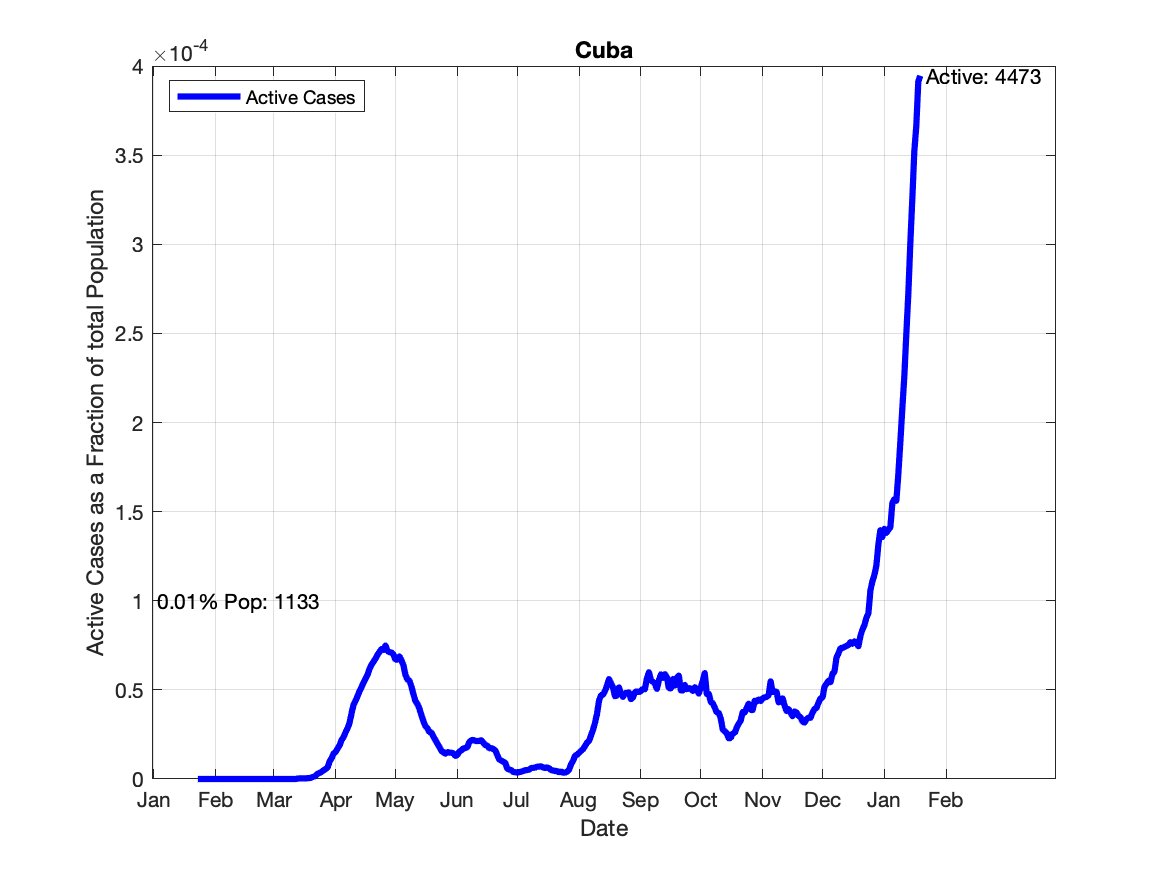 Cuba
×10-4
4
3.5
3
2.5
2
1.5
1
0.5
0
Active Cases as a Fraction of total Population
Active Cases
Active: 4473
0.01% Pop: 1133
Jan Feb Mar Apr May Jun Jul Aug Sep Oct Nov Dec Jan Feb
Date